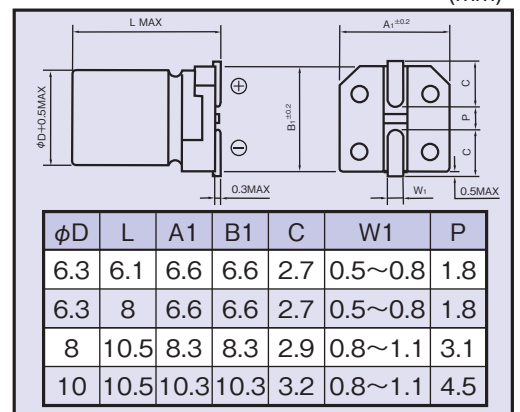 L MAX
A1±0.2
φD+0.5MAX
B1±0.2
⊕
⊖
C
P
C
0.3MAX
W1
0.5MAX
φD L A1 B1 C W1 P
6.3 6.1 6.6 6.6 2.7 0.5～0.8 1.8
6.3 8 6.6 6.6 2.7 0.5～0.8 1.8
8 10.5 8.3 8.3 2.9 0.8～1.1 3.1
10 10.5 10.3 10.3 3.2 0.8～1.1 4.5